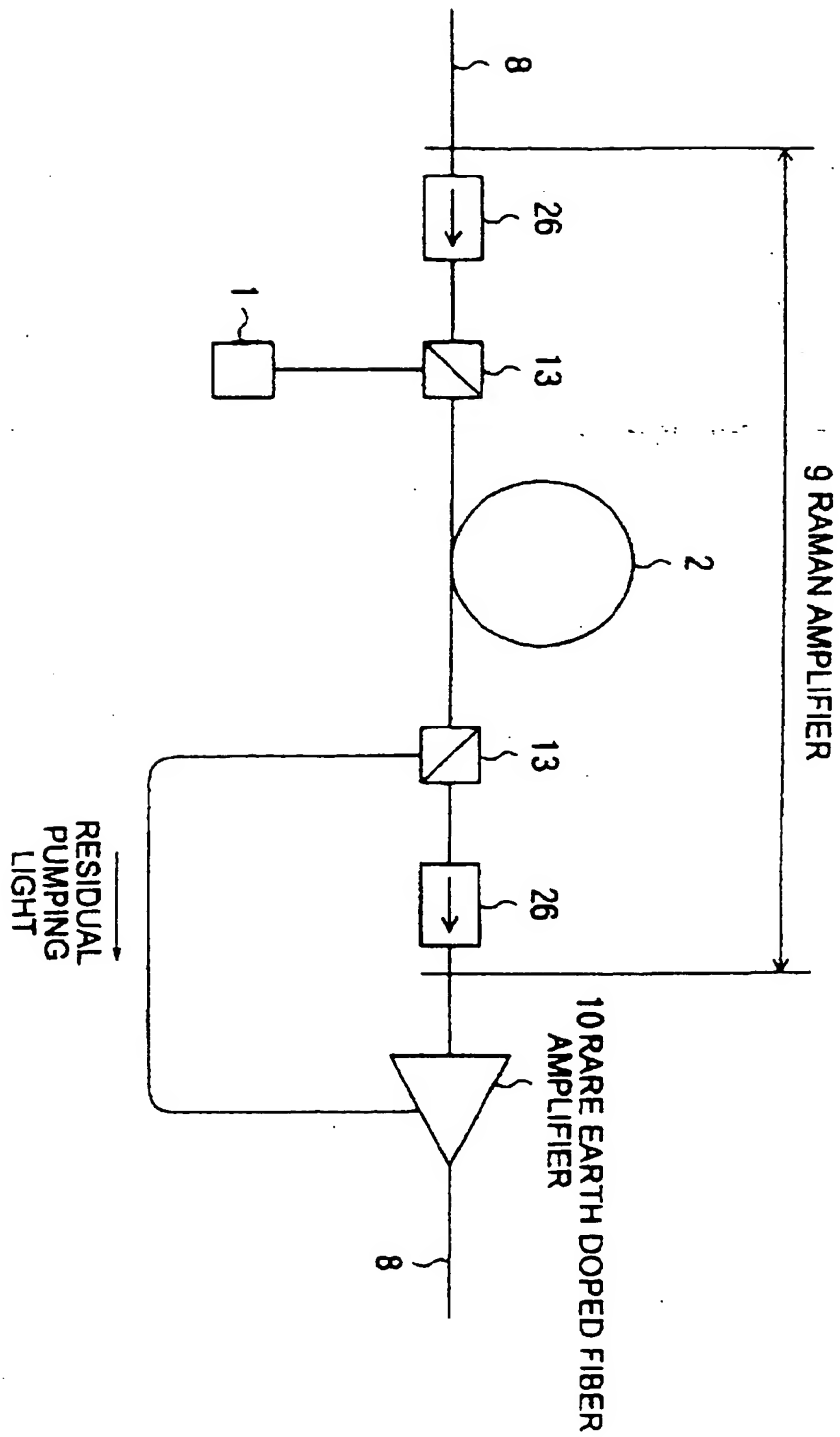 9 RAMAN AMPLIFIER
8
26
13
1
2
13
26
10 RARE EARTH DOPED FIBER
AMPLIFIER
8
RESIDUAL
PUMPING
LIGHT